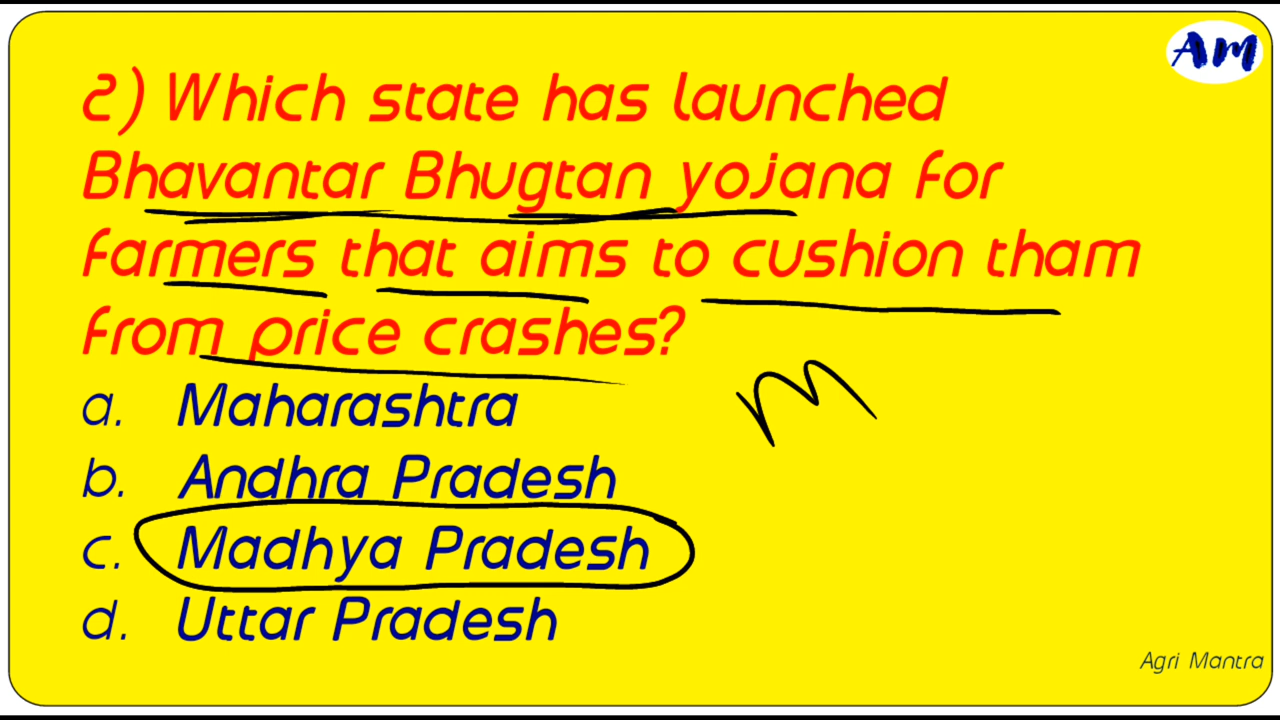 AM
2) Which state has launched
Bhavantar Bhugtan yojana for
farmers that aims to cushion tham
from price crashes?
a. Maharashtra
m
b. Andhra Pradesh
c. Madhya Pradesh
d. Uttar Pradesh
Agri Mantra